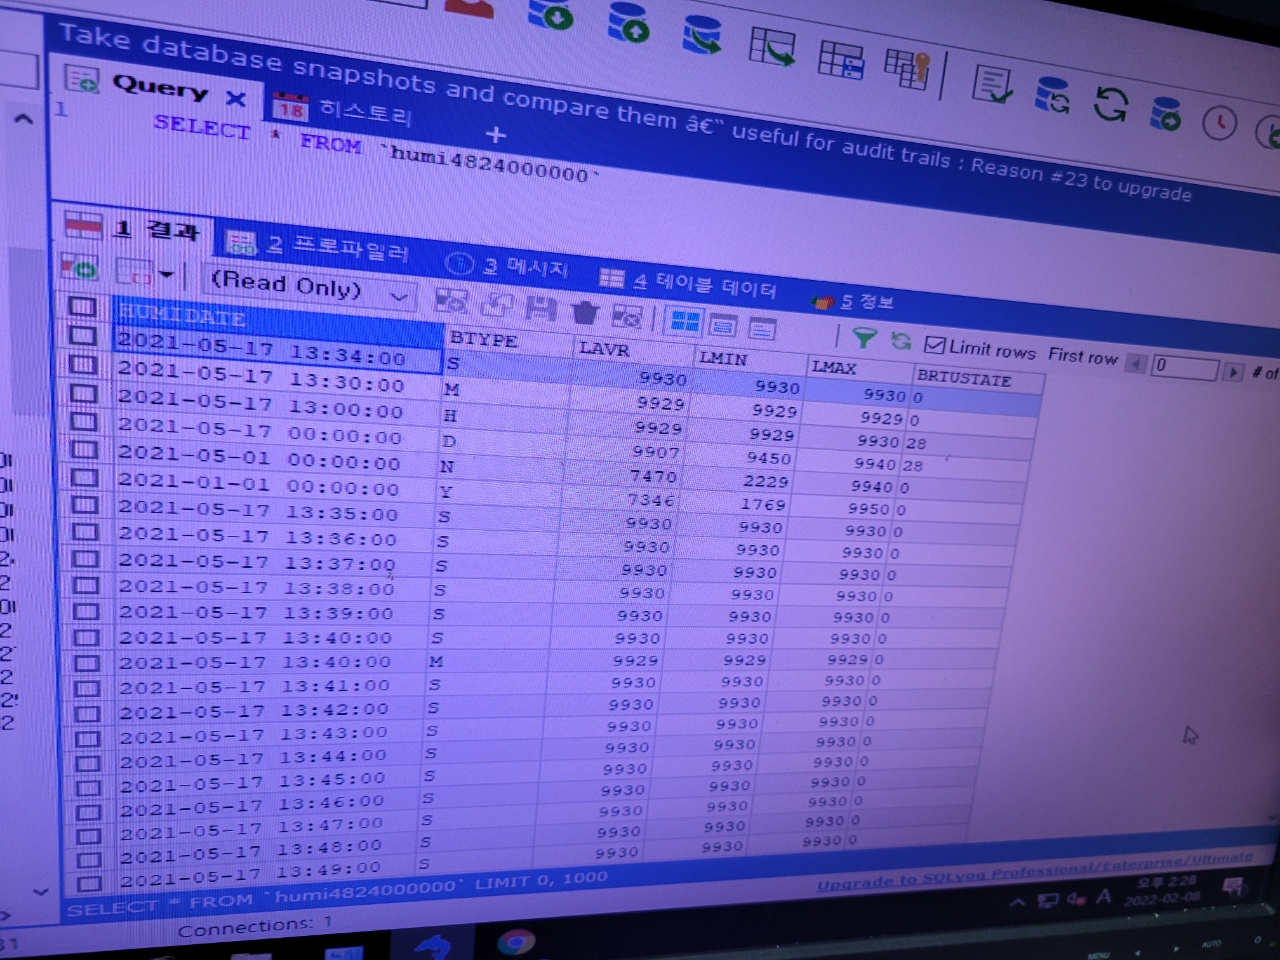 Take database snapshots and compare them â€" useful for audit trails : Reason #23 to upgrade
Query 18 히스토리 +
1 SELECT * FROM `humi4824000000`
1 결과 2 프로파일러 3 메시지 4 테이블 데이터 5 정보
(Read Only) Limit rows First row 0 # of
HUMIDATE BTYPE LAVR LMIN LMAX BRTUSTATE
2021-05-17 13:34:00 S 9930 9930 9930 0
2021-05-17 13:30:00 M 9929 9929 9929 0
2021-05-17 13:00:00 H 9929 9929 9930 28
2021-05-17 00:00:00 D 9907 9450 9940 28
2021-05-01 00:00:00 N 7470 2229 9940 0
2021-01-01 00:00:00 Y 7346 1769 9950 0
2021-05-17 13:35:00 S 9930 9930 9930 0
2021-05-17 13:36:00 S 9930 9930 9930 0
2021-05-17 13:37:00 S 9930 9930 9930 0
2021-05-17 13:38:00 S 9930 9930 9930 0
2021-05-17 13:39:00 S 9930 9930 9930 0
2021-05-17 13:40:00 S 9930 9930 9930 0
2021-05-17 13:40:00 M 9929 9929 9929 0
2021-05-17 13:41:00 S 9930 9930 9930 0
2021-05-17 13:42:00 S 9930 9930 9930 0
2021-05-17 13:43:00 S 9930 9930 9930 0
2021-05-17 13:44:00 S 9930 9930 9930 0
2021-05-17 13:45:00 S 9930 9930 9930 0
2021-05-17 13:46:00 S 9930 9930 9930 0
2021-05-17 13:47:00 S 9930 9930 9930 0
2021-05-17 13:48:00 S 9930 9930 9930 0
2021-05-17 13:49:00 S 9930 9930 9930 0
SELECT * FROM `humi4824000000` LIMIT 0, 1000
Upgrade to SQLyog Professional/Enterprise/Ultimate
Connections: 1
A 오후 2:28
2022-02-08
MENU AUTO